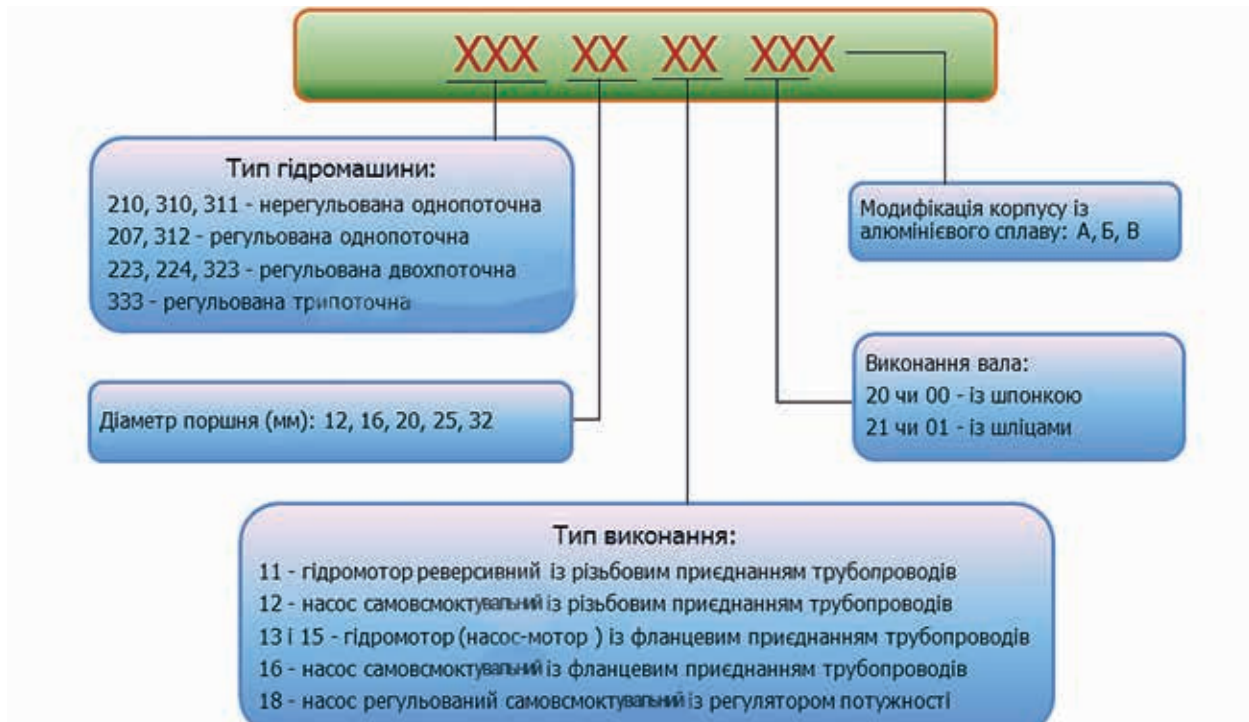 XXX XX XX XXX
Тип гідромашини:
210, 310, 311 - нерегульована однопоточна
207, 312 - регульована однопоточна
223, 224, 323 - регульована двохпоточна
333 - регульована трипоточна
Модифікація корпусу із
алюмінієвого сплаву: А, Б, В
Діаметр поршня (мм): 12, 16, 20, 25, 32
Виконання вала:
20 чи 00 - із шпонкою
21 чи 01 - із шліцами
Тип виконання:
11 - гідромотор реверсивний із різьбовим приєднанням трубопроводів
12 - насос самовсмоктувальний із різьбовим приєднанням трубопроводів
13 і 15 - гідромотор (насос-мотор ) із фланцевим приєднанням трубопроводів
16 - насос самовсмоктувальний із фланцевим приєднанням трубопроводів
18 - насос регульований самовсмоктувальний із регулятором потужності